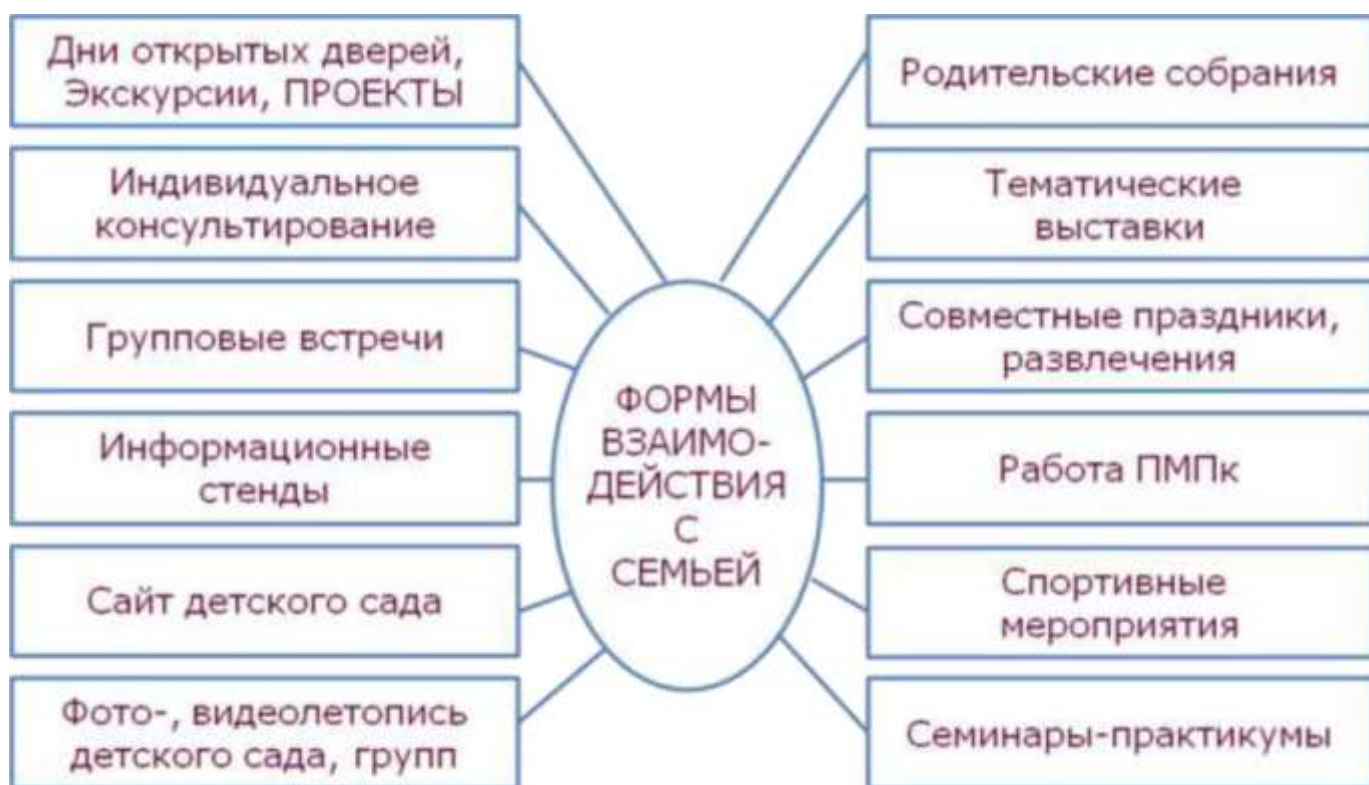 Дни открытых дверей,
Экскурсии, ПРОЕКТЫ
Индивидуальное
консультирование
Групповые встречи
Информационные
стенды
Сайт детского сада
Фото-, видеолетопись
детского сада, групп
ФОРМЫ
ВЗАИМО-
ДЕЙСТВИЯ
С
СЕМЬЕЙ
Родительские собрания
Тематические
выставки
Совместные праздники,
развлечения
Работа ПМПк
Спортивные
мероприятия
Семинары-практикумы